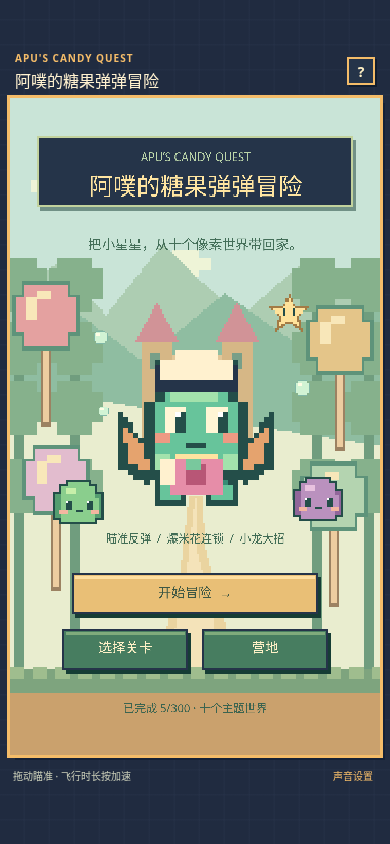 APU'S CANDY QUEST
阿噗的糖果弹弹冒险
?
APU'S CANDY QUEST
阿噗的糖果弹弹冒险
把小星星，从十个像素世界带回家。
瞄准反弹 / 爆米花连锁 / 小龙大招
开始冒险 →
选择关卡
营地
已完成 5/300 · 十个主题世界
拖动瞄准 · 飞行时长按加速
声音设置